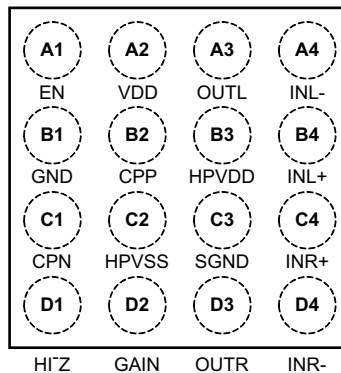 A1 A2 A3 A4
EN VDD OUTL INL-
B1 B2 B3 B4
GND CPP HPVDD INL+
C1 C2 C3 C4
CPN HPVSS SGND INR+
D1 D2 D3 D4
GAIN OUTR INR-